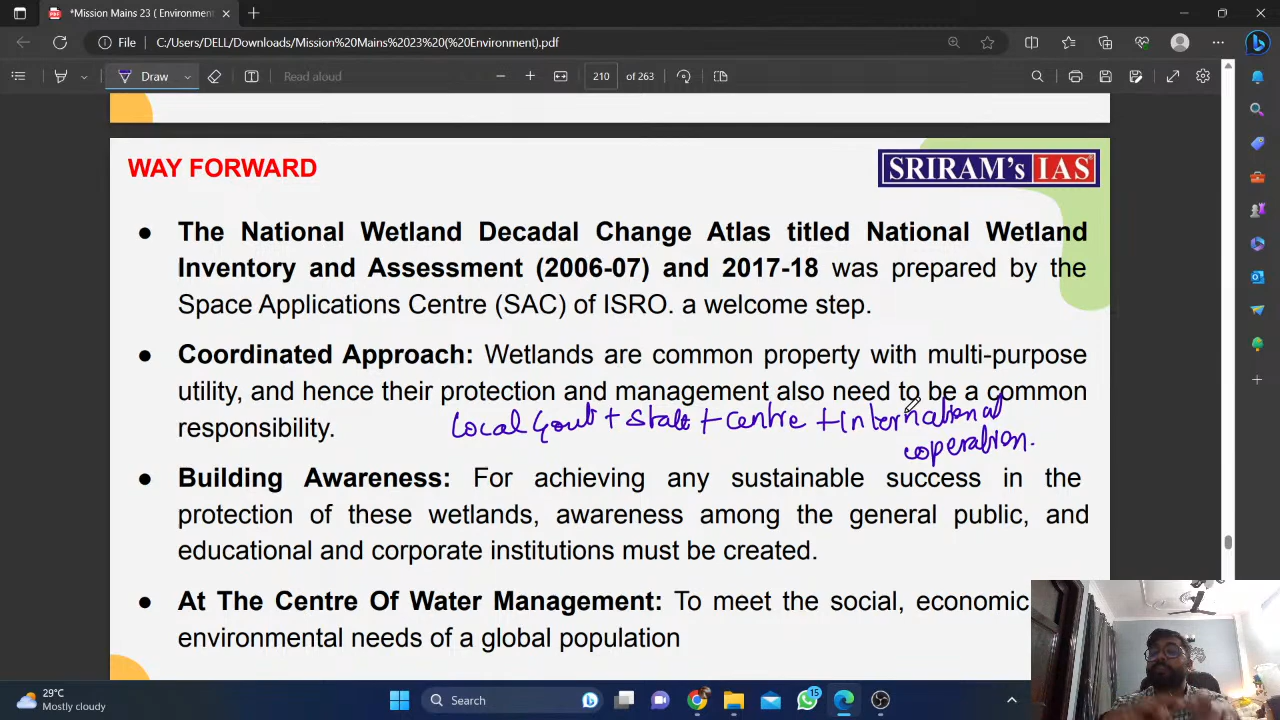 *Mission Mains 23 ( Environment
File C:/Users/DELL/Downloads/Mission%20Mains%2023%20(%20Environment).pdf
Draw Read aloud 210 of 263
WAY FORWARD
SRIRAM's IAS
● The National Wetland Decadal Change Atlas titled National Wetland
Inventory and Assessment (2006-07) and 2017-18 was prepared by the
Space Applications Centre (SAC) of ISRO. a welcome step.
● Coordinated Approach: Wetlands are common property with multi-purpose
utility, and hence their protection and management also need to be a common
responsibility.
Local Govt + State + Centre + International
coperation.
● Building Awareness: For achieving any sustainable success in the
protection of these wetlands, awareness among the general public, and
educational and corporate institutions must be created.
● At The Centre Of Water Management: To meet the social, economic
environmental needs of a global population
29°C
Mostly cloudy
Search
15